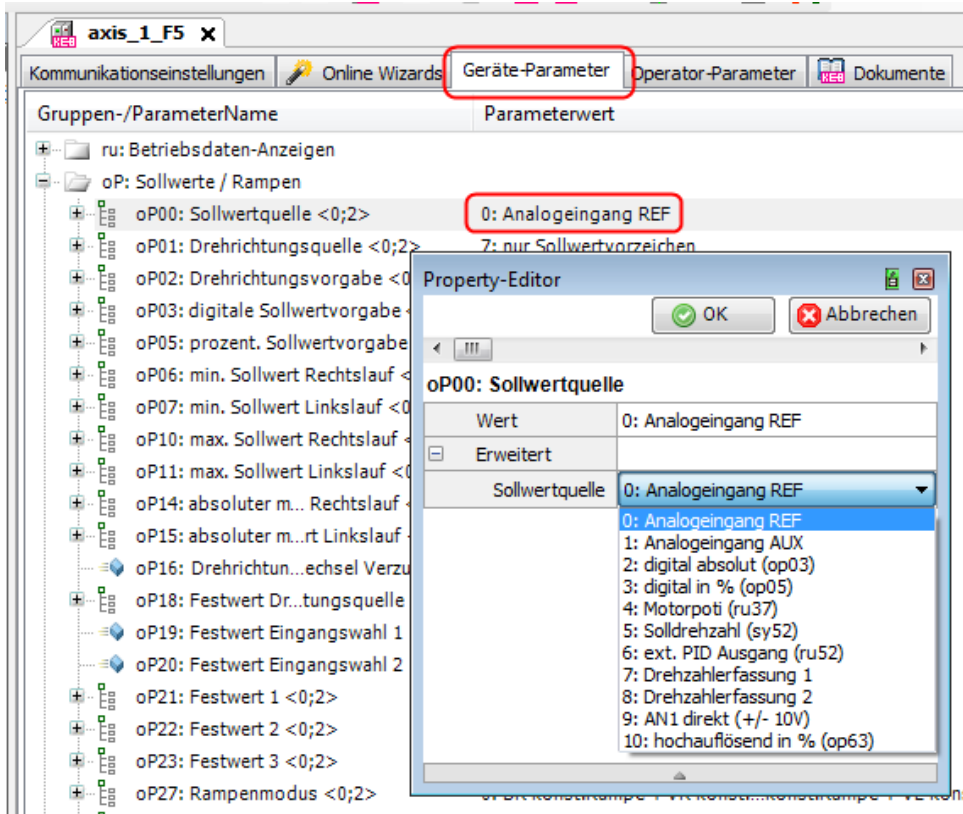 axis_1_F5 x
Kommunikationseinstellungen Online Wizards Geräte-Parameter Operator-Parameter KEB Dokumente
Gruppen-/ParameterName Parameterwert
ru: Betriebsdaten-Anzeigen
oP: Sollwerte / Rampen
oP00: Sollwertquelle <0;2> 0: Analogeingang REF
oP01: Drehrichtungsquelle <0;2> 7: nur Sollwertvorzeichen
oP02: Drehrichtungsvorgabe <0
oP03: digitale Sollwertvorgabe <
oP05: prozent. Sollwertvorgabe
oP06: min. Sollwert Rechtslauf <
oP07: min. Sollwert Linkslauf <0
oP10: max. Sollwert Rechtslauf <
oP11: max. Sollwert Linkslauf <0
oP14: absoluter m... Rechtslauf <
oP15: absoluter m...rt Linkslauf
oP16: Drehrichtun...echsel Verzu
oP18: Festwert Dr...tungsquelle
oP19: Festwert Eingangswahl 1
oP20: Festwert Eingangswahl 2
oP21: Festwert 1 <0;2>
oP22: Festwert 2 <0;2>
oP23: Festwert 3 <0;2>
oP27: Rampenmodus <0;2>
Property-Editor
OK Abbrechen
oP00: Sollwertquelle
Wert 0: Analogeingang REF
Erweitert
Sollwertquelle 0: Analogeingang REF
0: Analogeingang REF
1: Analogeingang AUX
2: digital absolut (op03)
3: digital in % (op05)
4: Motorpoti (ru37)
5: Solldrehzahl (sy52)
6: ext. PID Ausgang (ru52)
7: Drehzahlerfassung 1
8: Drehzahlerfassung 2
9: AN1 direkt (+/- 10V)
10: hochauflösend in % (op63)